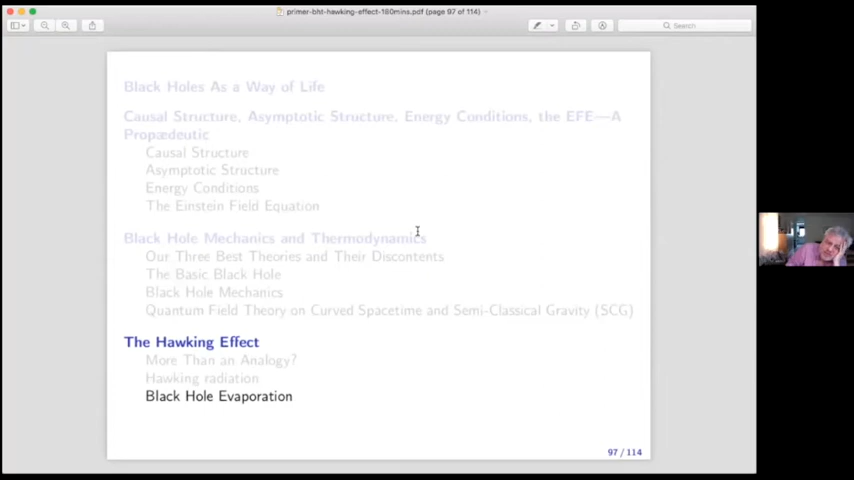 primer-bht-hawking-effect-180mins.pdf (page 97 of 114)
Search
Black Holes As a Way of Life
Causal Structure, Asymptotic Structure, Energy Conditions, the EFE—A
Propædeutic
Causal Structure
Asymptotic Structure
Energy Conditions
The Einstein Field Equation
Black Hole Mechanics and Thermodynamics
Our Three Best Theories and Their Discontents
The Basic Black Hole
Black Hole Mechanics
Quantum Field Theory on Curved Spacetime and Semi-Classical Gravity (SCG)
The Hawking Effect
More Than an Analogy?
Hawking radiation
Black Hole Evaporation
97 / 114